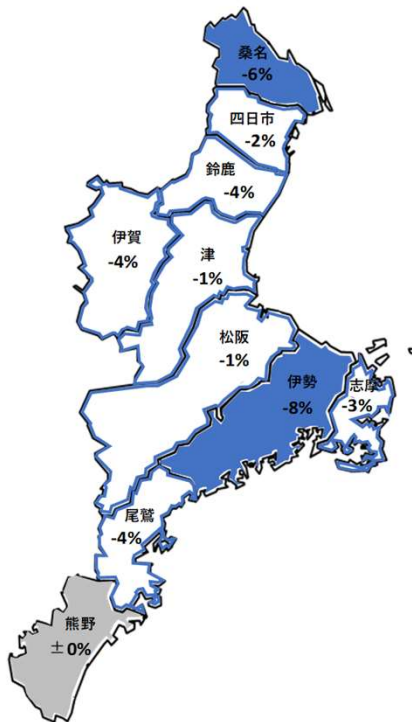 桑名
-6%
四日市
-2%
鈴鹿
-4%
伊賀
-4%
津
-1%
松阪
-1%
伊勢
-8%
志摩
-3%
尾鷲
-4%
熊野
±0%